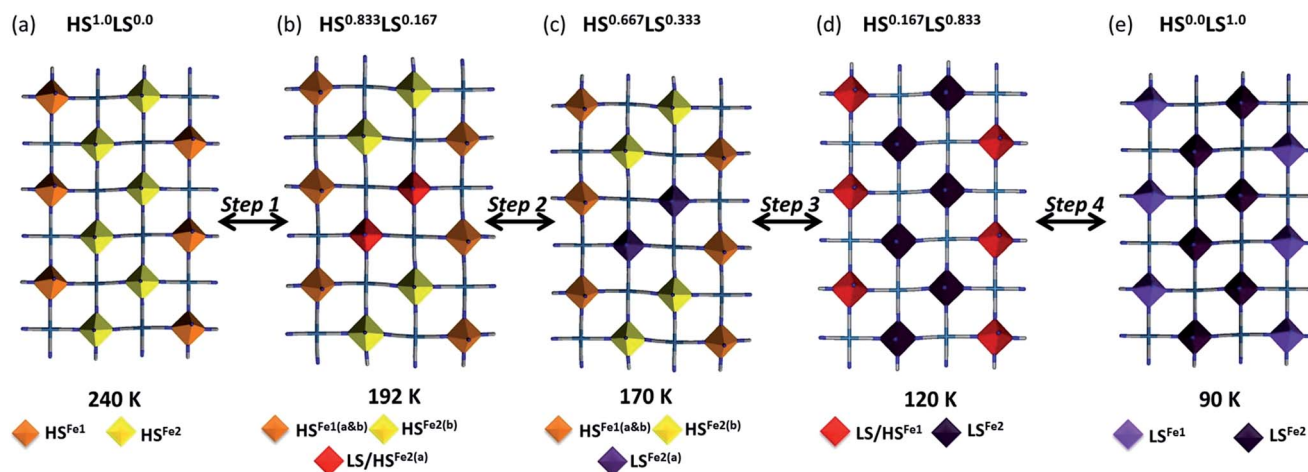 (a) HS1.0LS0.0
(b) HS0.833LS0.167
(c) HS0.667LS0.333
(d) HS0.167LS0.833
(e) HS0.0LS1.0
Step 1
Step 2
Step 3
Step 4
240 K
192 K
170 K
120 K
90 K
HSFe1 HSFe2
HSFe1(a&b) HSFe2(b)
LS/HSFe2(a)
HSFe1(a&b) HSFe2(b)
LSFe2(a)
LS/HSFe1 LSFe2
LSFe1 LSFe2